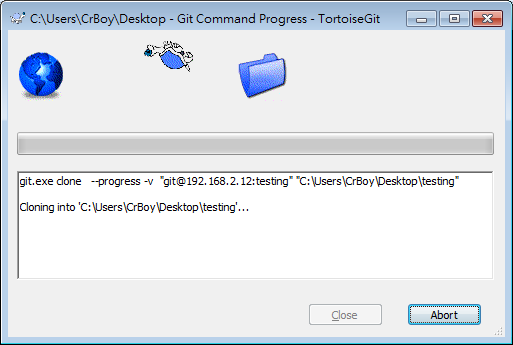 C:\Users\CrBoy\Desktop - Git Command Progress - TortoiseGit
git.exe clone   --progress -v  "git@192.168.2.12:testing" "C:\Users\CrBoy\Desktop\testing"
Cloning into 'C:\Users\CrBoy\Desktop\testing'...
Close
Abort